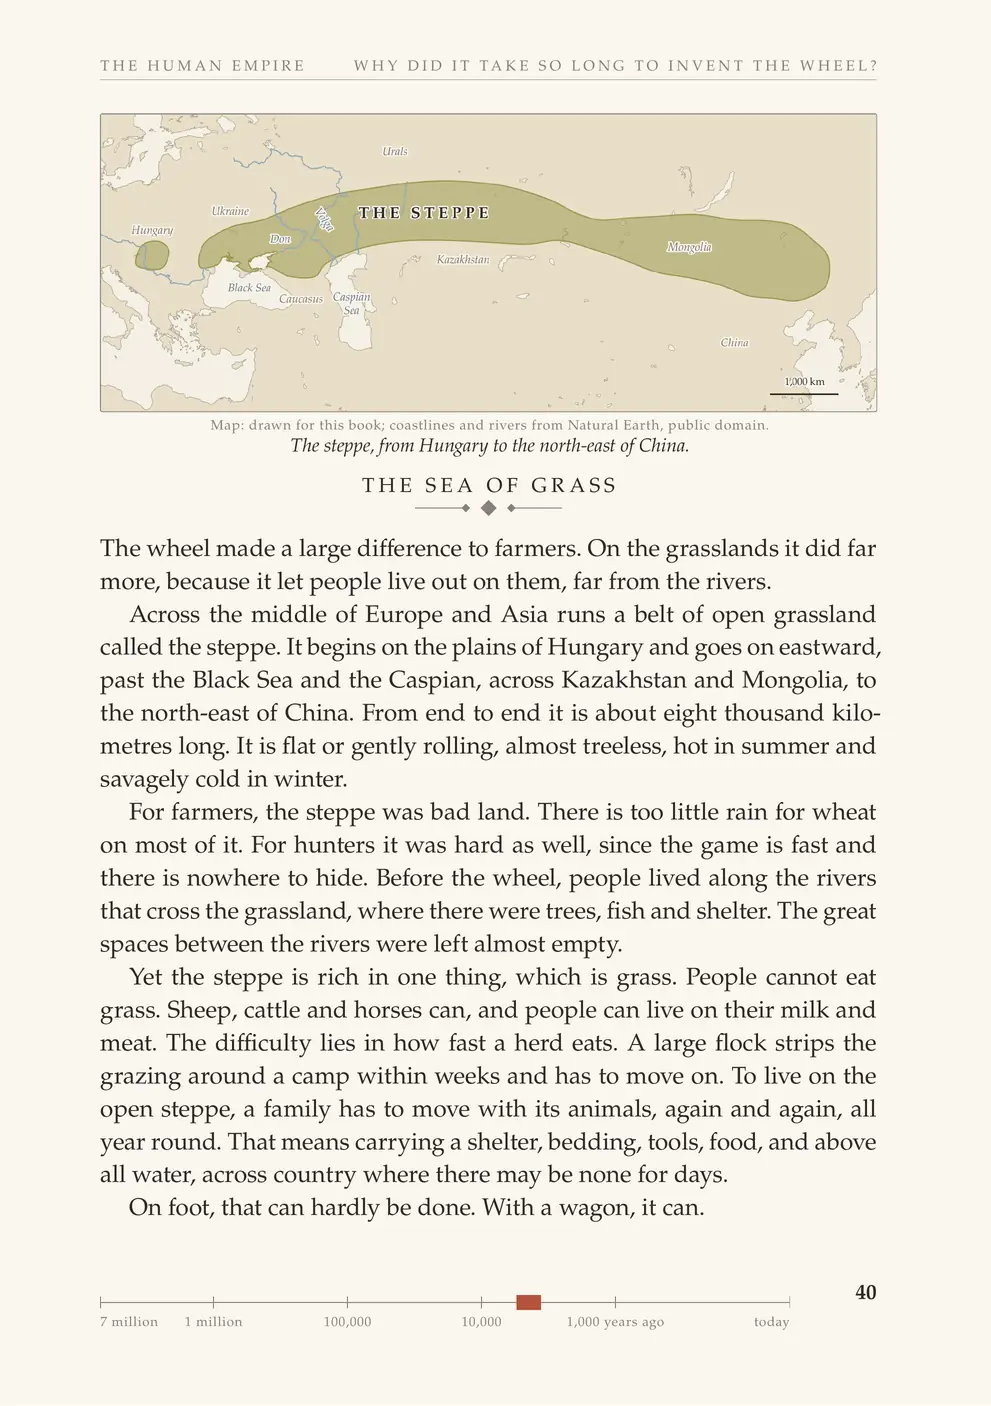 THE HUMAN EMPIRE WHY DID IT TAKE SO LONG TO INVENT THE WHEEL?
Urals
Ukraine
Volga
THE STEPPE
Hungary
Don
Mongolia
Kazakhstan
Black Sea
Caucasus
Caspian
Sea
China
1,000 km
Map: drawn for this book; coastlines and rivers from Natural Earth, public domain.
The steppe, from Hungary to the north-east of China.
THE SEA OF GRASS
The wheel made a large difference to farmers. On the grasslands it did far
more, because it let people live out on them, far from the rivers.
Across the middle of Europe and Asia runs a belt of open grassland
called the steppe. It begins on the plains of Hungary and goes on eastward,
past the Black Sea and the Caspian, across Kazakhstan and Mongolia, to
the north-east of China. From end to end it is about eight thousand kilo-
metres long. It is flat or gently rolling, almost treeless, hot in summer and
savagely cold in winter.
For farmers, the steppe was bad land. There is too little rain for wheat
on most of it. For hunters it was hard as well, since the game is fast and
there is nowhere to hide. Before the wheel, people lived along the rivers
that cross the grassland, where there were trees, fish and shelter. The great
spaces between the rivers were left almost empty.
Yet the steppe is rich in one thing, which is grass. People cannot eat
grass. Sheep, cattle and horses can, and people can live on their milk and
meat. The difficulty lies in how fast a herd eats. A large flock strips the
grazing around a camp within weeks and has to move on. To live on the
open steppe, a family has to move with its animals, again and again, all
year round. That means carrying a shelter, bedding, tools, food, and above
all water, across country where there may be none for days.
On foot, that can hardly be done. With a wagon, it can.
40
7 million 1 million 100,000 10,000 1,000 years ago today